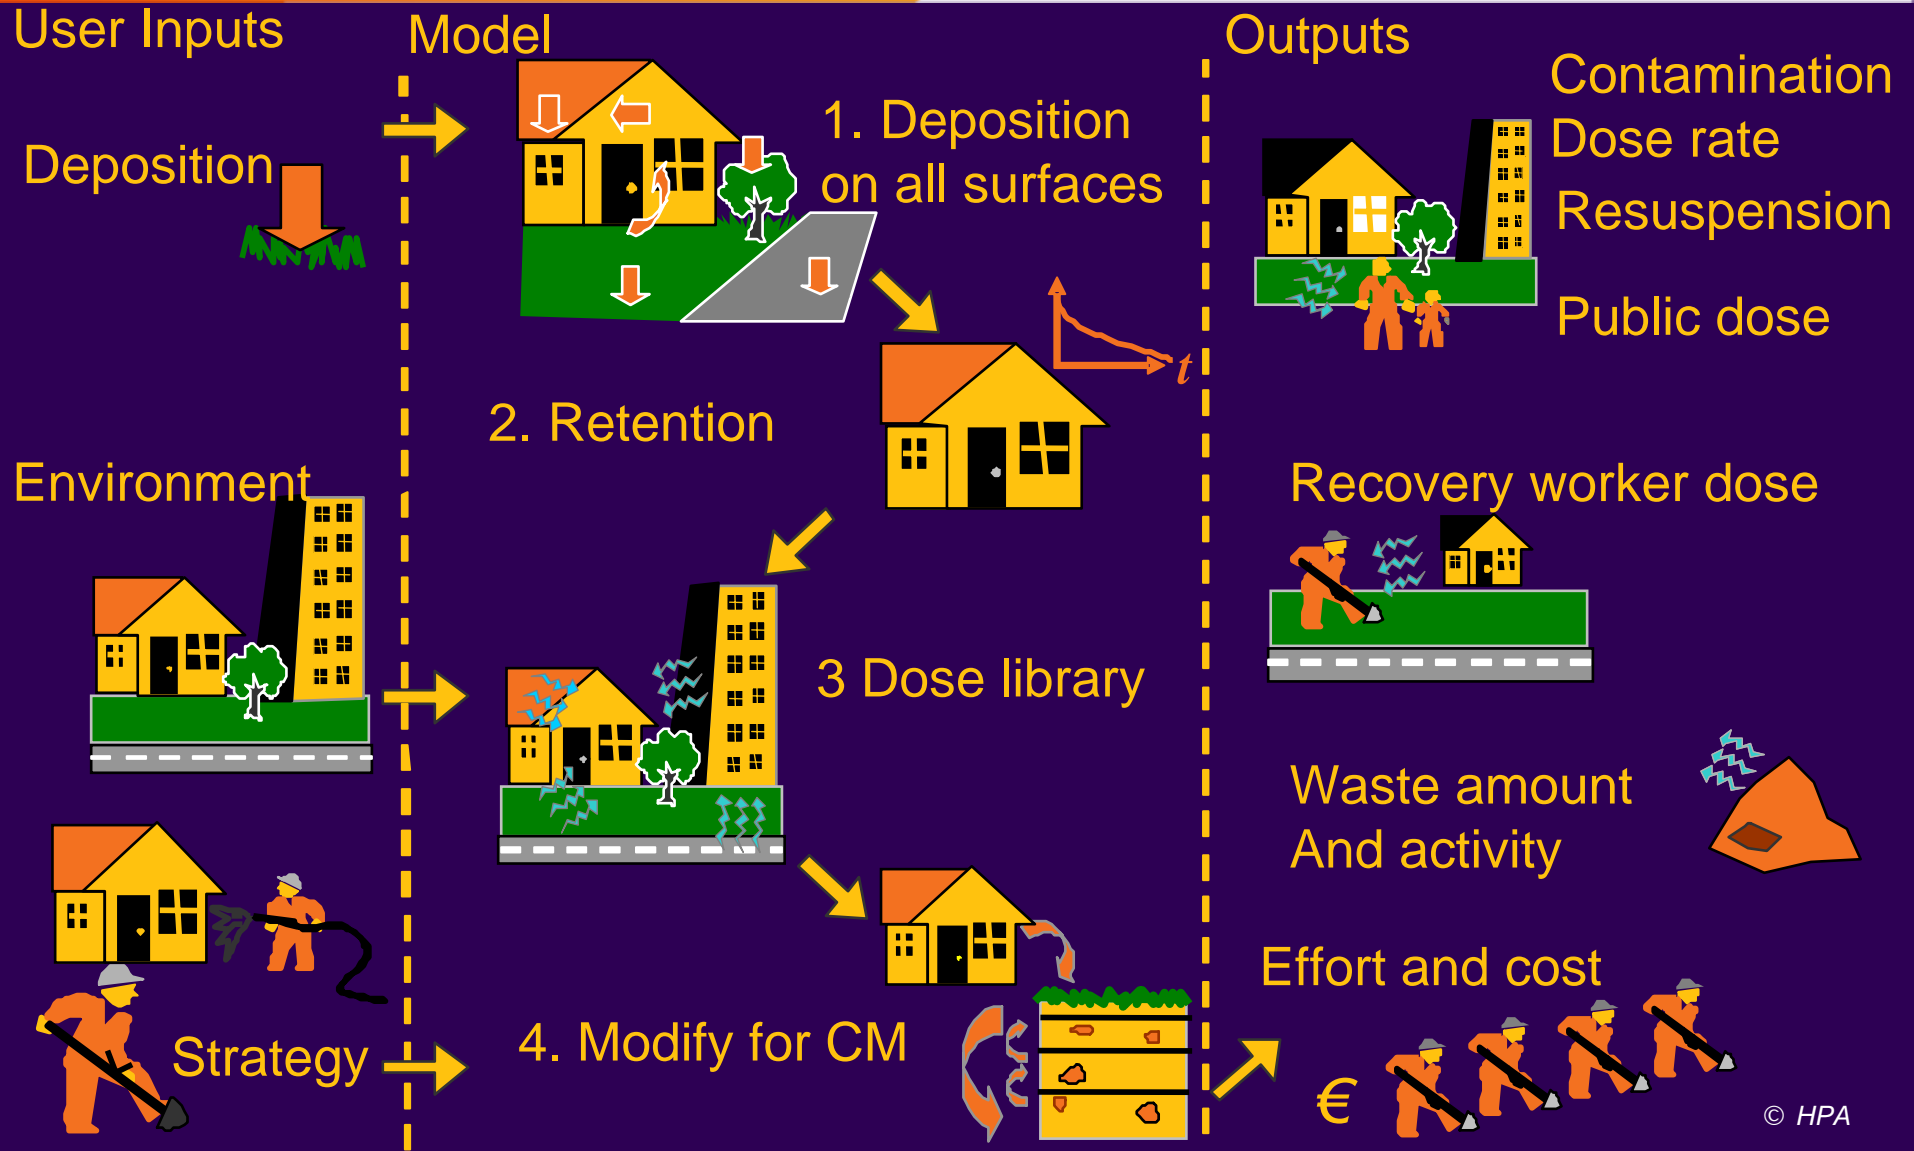 User Inputs
Deposition
Environment
Strategy
Model
1. Deposition
on all surfaces
t
2. Retention
3 Dose library
4. Modify for CM
Outputs
Contamination
Dose rate
Resuspension
Public dose
Recovery worker dose
Waste amount
And activity
Effort and cost
€
© HPA